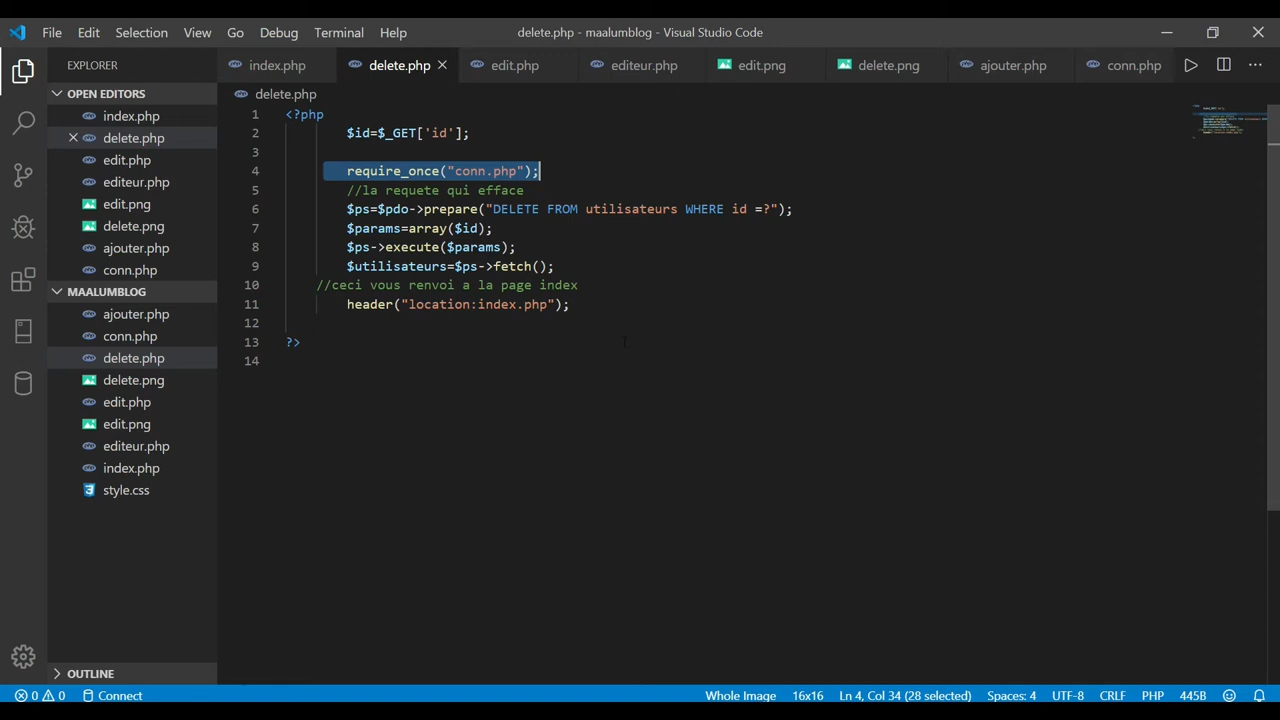 File Edit Selection View Go Debug Terminal Help delete.php - maalumblog - Visual Studio Code
EXPLORER
index.php delete.php edit.php editeur.php edit.png delete.png ajouter.php conn.php
OPEN EDITORS
index.php
delete.php
edit.php
editeur.php
edit.png
delete.png
ajouter.php
conn.php
MAALUMBLOG
ajouter.php
conn.php
delete.php
delete.png
edit.php
edit.png
editeur.php
index.php
style.css
OUTLINE
delete.php
1 <?php
2 $id=$_GET['id'];
3
4 require_once("conn.php");
5 //la requete qui efface
6 $ps=$pdo->prepare("DELETE FROM utilisateurs WHERE id =?");
7 $params=array($id);
8 $ps->execute($params);
9 $utilisateurs=$ps->fetch();
10 //ceci vous renvoi a la page index
11 header("location:index.php");
12
13 ?>
14
0 0 Connect Whole Image 16x16 Ln 4, Col 34 (28 selected) Spaces: 4 UTF-8 CRLF PHP 445B